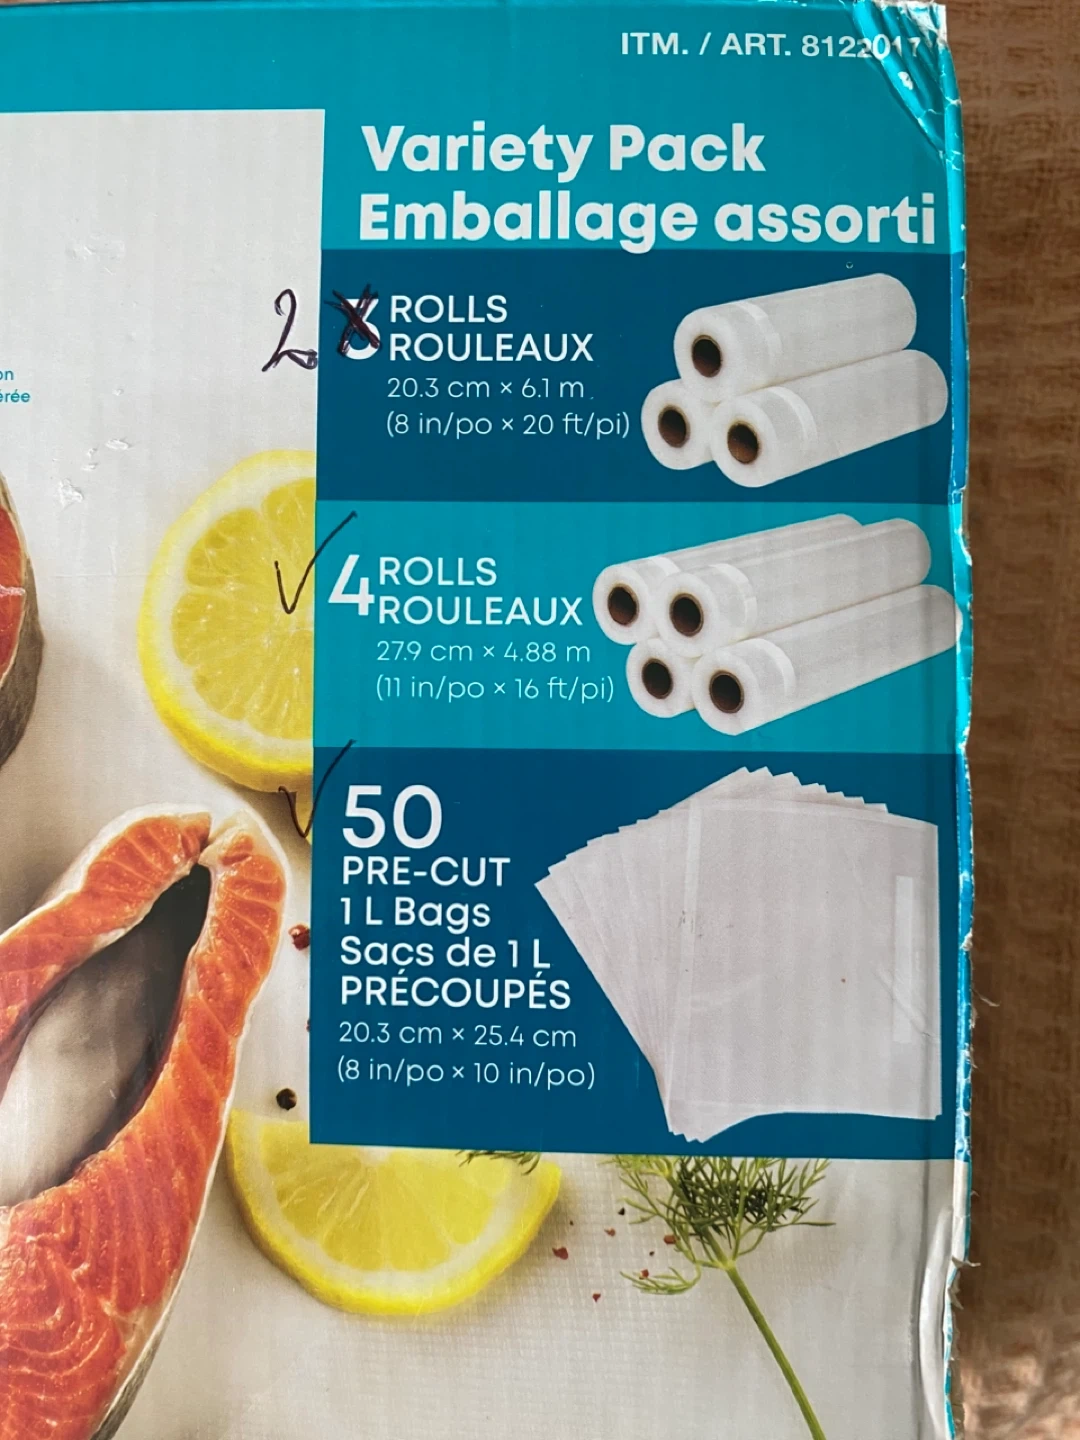 ITM. / ART. 8122017
Variety Pack
Emballage assorti
2 3 ROLLS
ROULEAUX
20.3 cm × 6.1 m
(8 in/po × 20 ft/pi)
on
érée
4 ROLLS
ROULEAUX
27.9 cm × 4.88 m
(11 in/po × 16 ft/pi)
50
PRE-CUT
1 L Bags
Sacs de 1 L
PRÉCOUPÉS
20.3 cm × 25.4 cm
(8 in/po × 10 in/po)